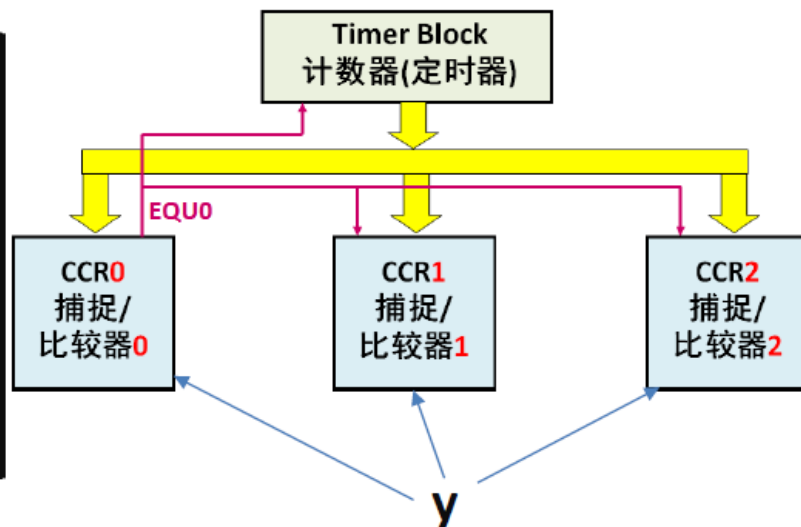 Timer Block
计数器(定时器)
EQU0
CCR0
捕捉/
比较器0
CCR1
捕捉/
比较器1
CCR2
捕捉/
比较器2
y